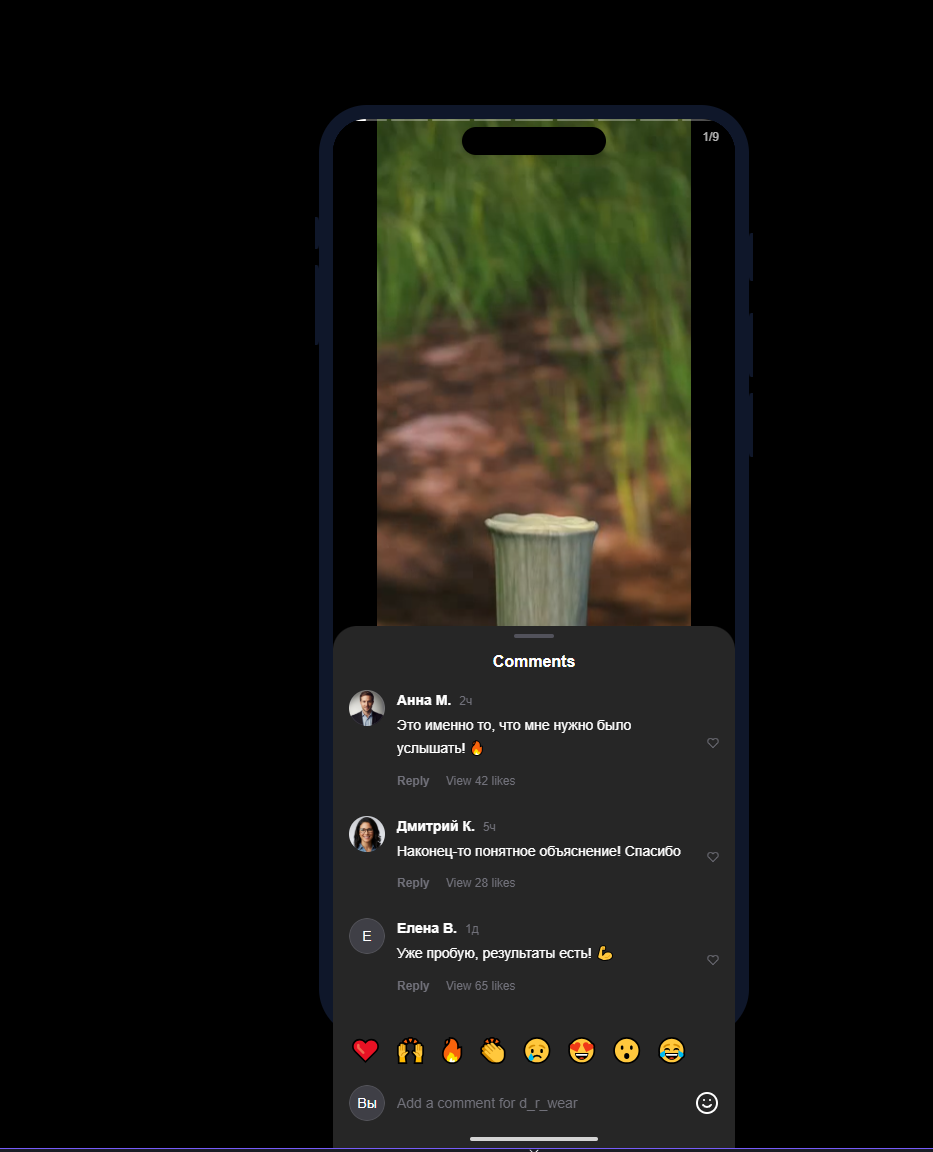 1/9
Comments
Анна М. 2ч
Это именно то, что мне нужно было
услышать! 🔥
Reply View 42 likes
Дмитрий К. 5ч
Наконец-то понятное объяснение! Спасибо
Reply View 28 likes
Е
Елена В. 1д
Уже пробую, результаты есть! 💪
Reply View 65 likes
❤️ 🙌 🔥 👏 😢 😍 😮 😂
Вы Add a comment for d_r_wear